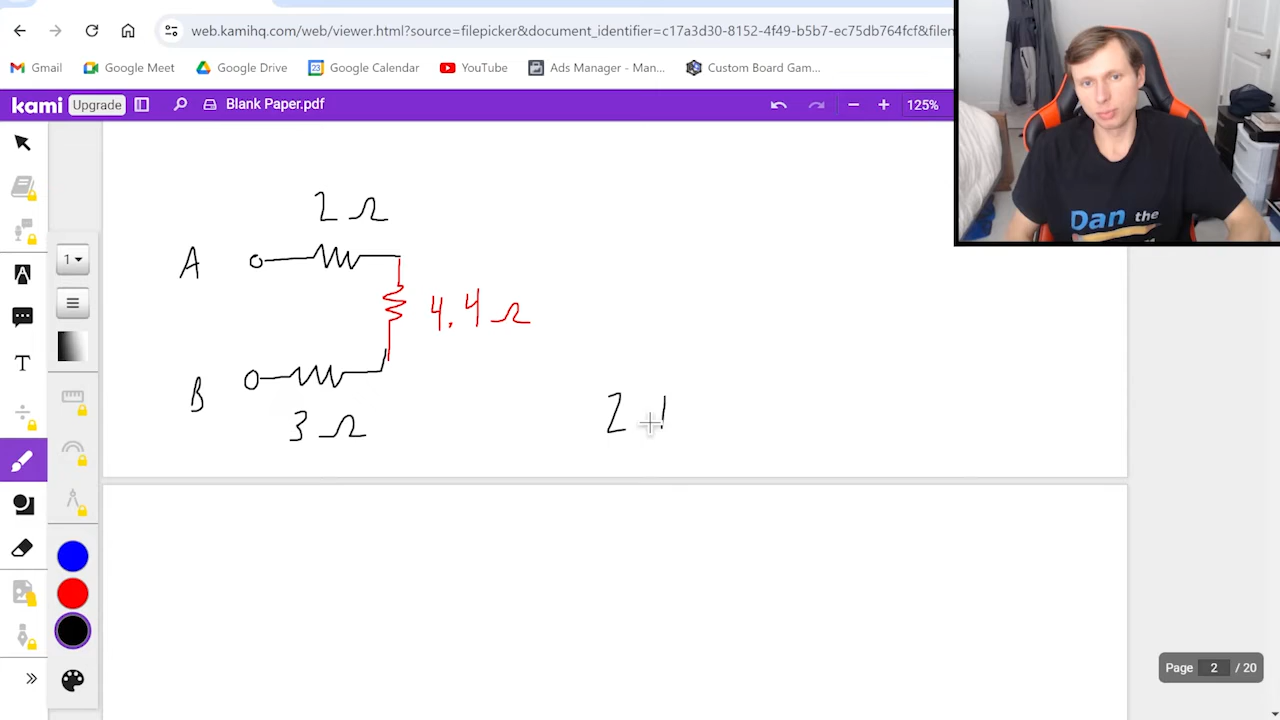 web.kamihq.com/web/viewer.html?source=filepicker&document_identifier=c17a3d30-8152-4f49-b5b7-ec75db764fcf&filen
Gmail Google Meet Google Drive Google Calendar YouTube Ads Manager - Man... Custom Board Gam...
kami Upgrade Blank Paper.pdf 125%
Dan the
2 Ω
A
4.4 Ω
B
3 Ω
2 +
1
T
Page 2 / 20